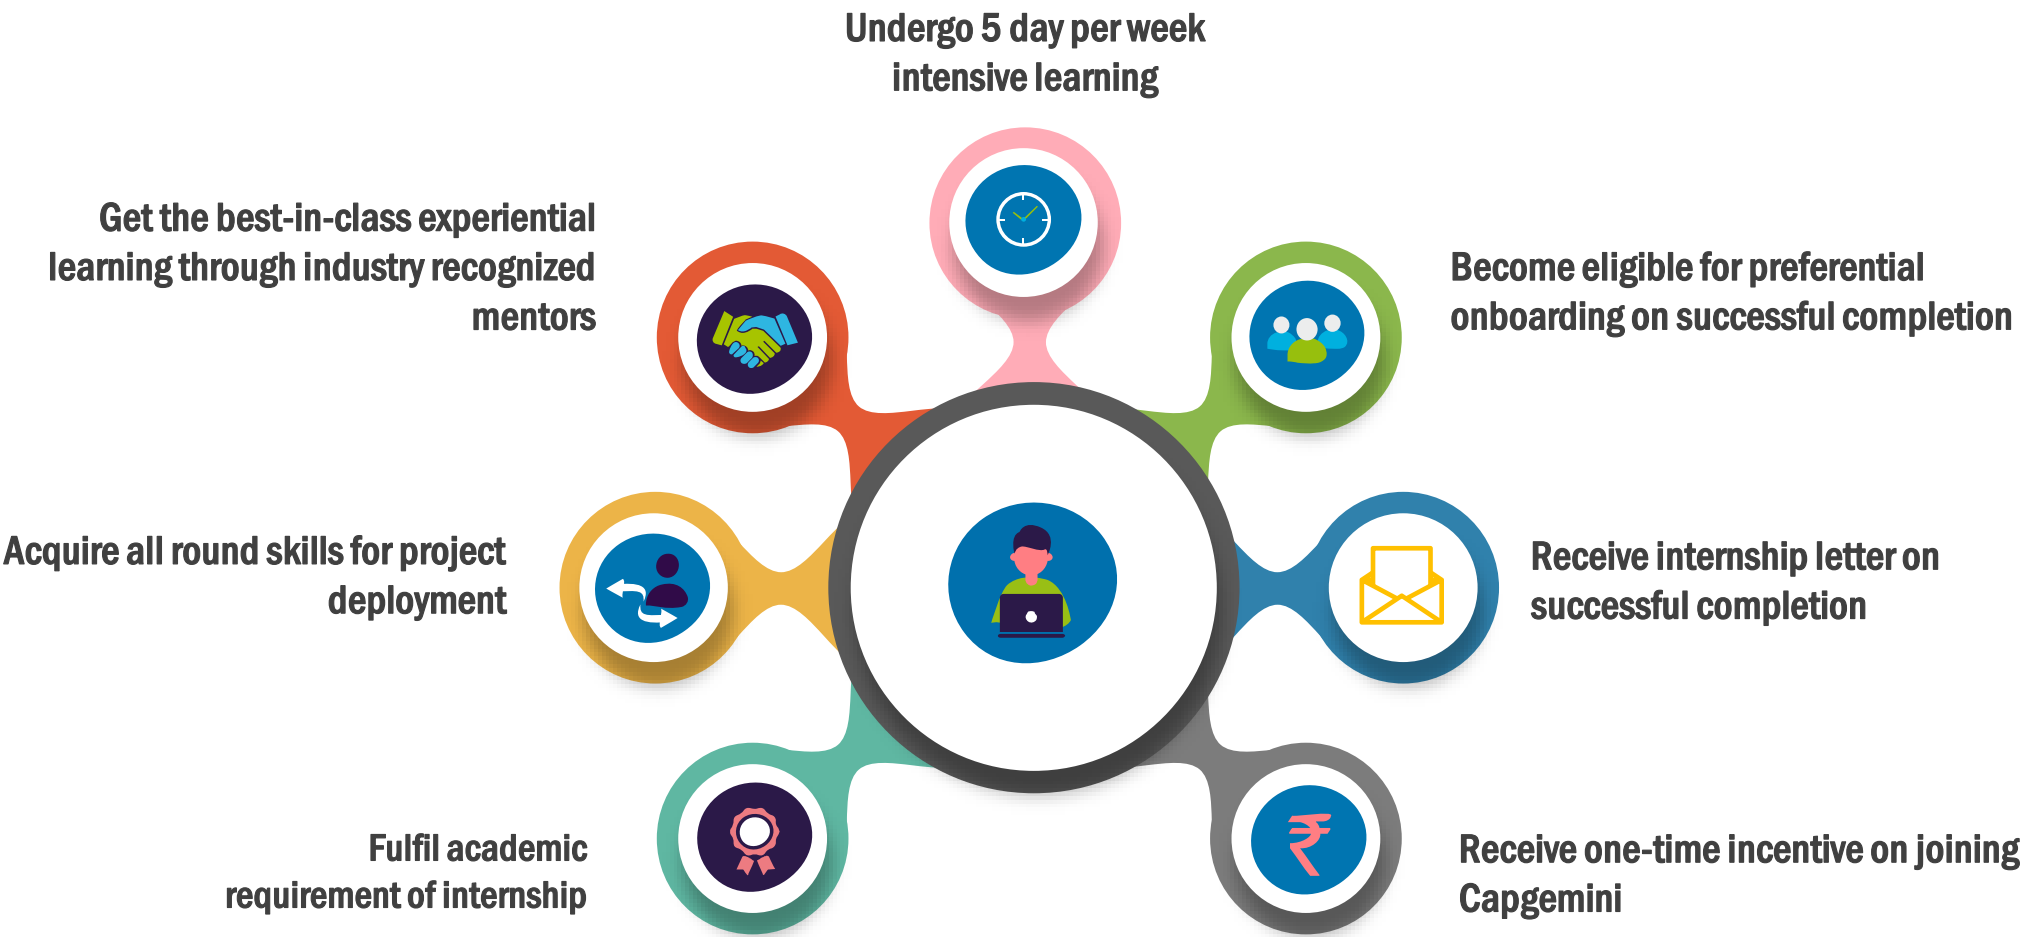 Undergo 5 day per week
intensive learning
Get the best-in-class experiential
learning through industry recognized
mentors
Become eligible for preferential
onboarding on successful completion
Acquire all round skills for project
deployment
Receive internship letter on
successful completion
Fulfil academic
requirement of internship
Receive one-time incentive on joining
Capgemini
₹